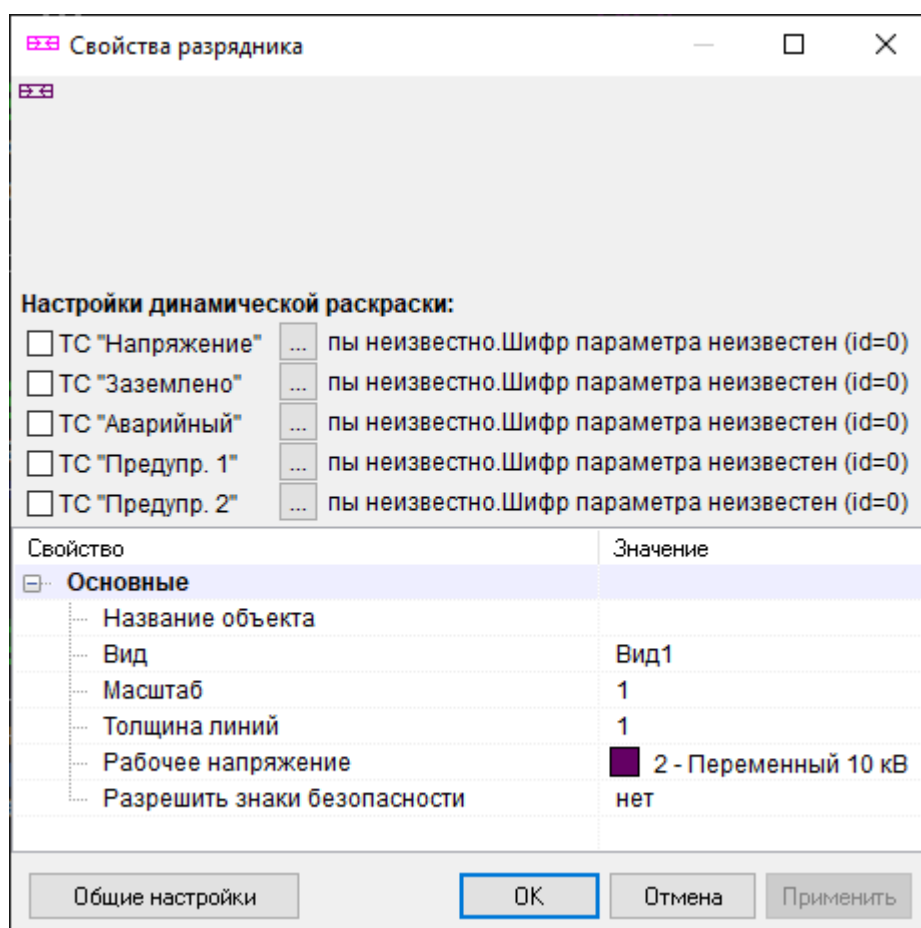 Свойства разрядника
Настройки динамической раскраски:
ТС "Напряжение" ... пы неизвестно.Шифр параметра неизвестен (id=0)
ТС "Заземлено" ... пы неизвестно.Шифр параметра неизвестен (id=0)
ТС "Аварийный" ... пы неизвестно.Шифр параметра неизвестен (id=0)
ТС "Предупр. 1" ... пы неизвестно.Шифр параметра неизвестен (id=0)
ТС "Предупр. 2" ... пы неизвестно.Шифр параметра неизвестен (id=0)
Свойство Значение
Основные
Название объекта
Вид Вид1
Масштаб 1
Толщина линий 1
Рабочее напряжение 2 - Переменный 10 кВ
Разрешить знаки безопасности нет
Общие настройки OK Отмена Применить